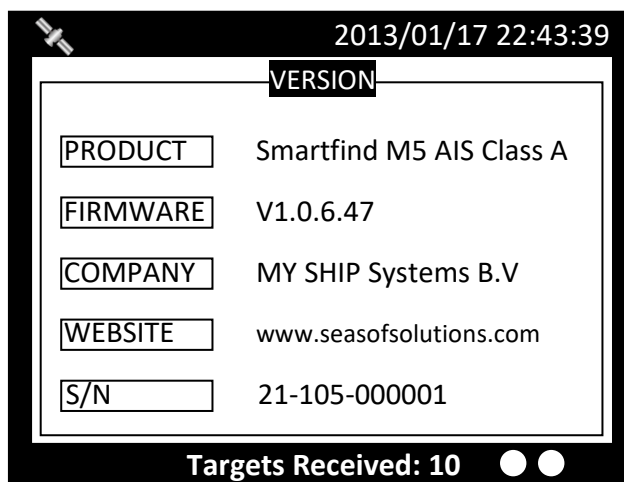 2013/01/17 22:43:39
VERSION
PRODUCT Smartfind M5 AIS Class A
FIRMWARE V1.0.6.47
COMPANY MY SHIP Systems B.V
WEBSITE www.seasofsolutions.com
S/N 21-105-000001
Targets Received: 10